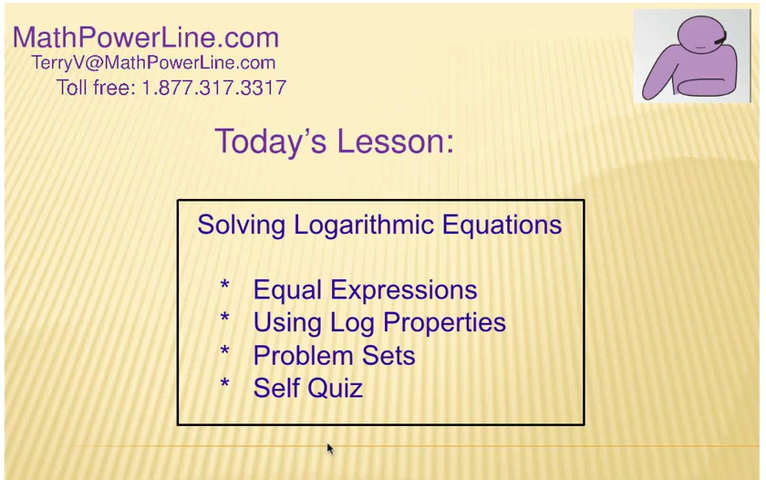 MathPowerLine.com
TerryV@MathPowerLine.com
Toll free: 1.877.317.3317
Today's Lesson:
Solving Logarithmic Equations
* Equal Expressions
* Using Log Properties
* Problem Sets
* Self Quiz